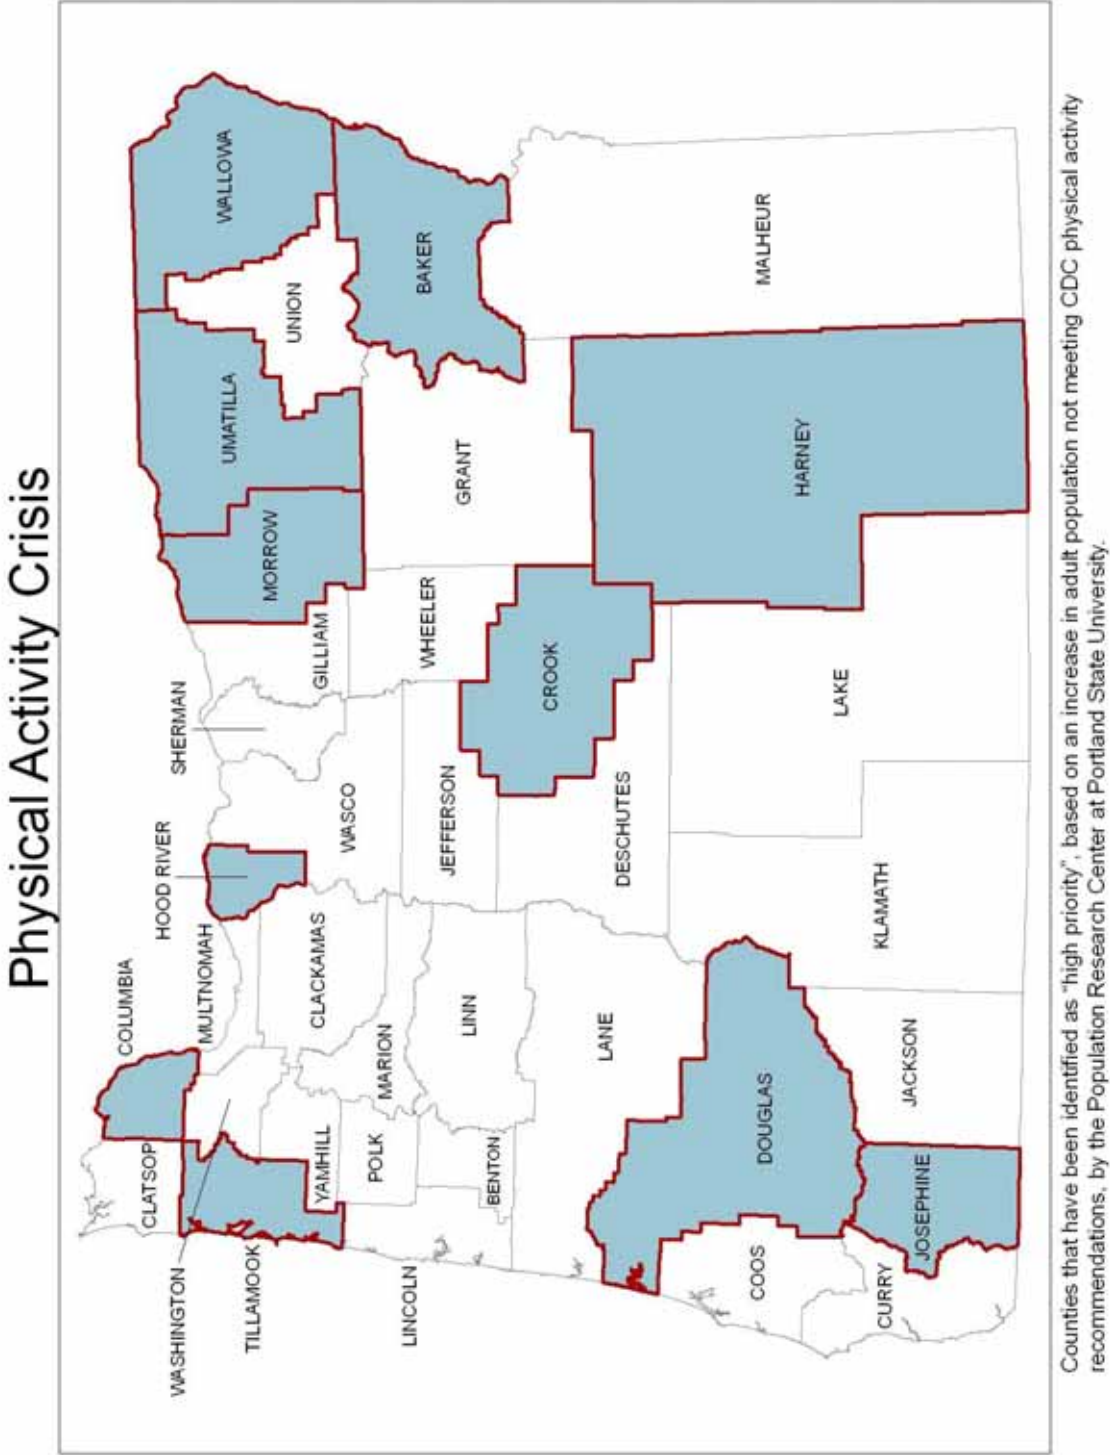 Physical Activity Crisis
COLUMBIA
CLATSOP
HOOD RIVER
SHERMAN
WASHINGTON
TILLAMOOK
MULTNOMAH
MORROW
UMATILLA
WALLOWA
GILLIAM
UNION
YAMHILL
CLACKAMAS
WASCO
POLK
MARION
LINCOLN
WHEELER
JEFFERSON
GRANT
BAKER
BENTON
LINN
CROOK
LANE
DESCHUTES
COOS
DOUGLAS
MALHEUR
HARNEY
LAKE
CURRY
KLAMATH
JOSEPHINE
JACKSON
Counties that have been identified as "high priority", based on an increase in adult population not meeting CDC physical activity
recommendations, by the Population Research Center at Portland State University.